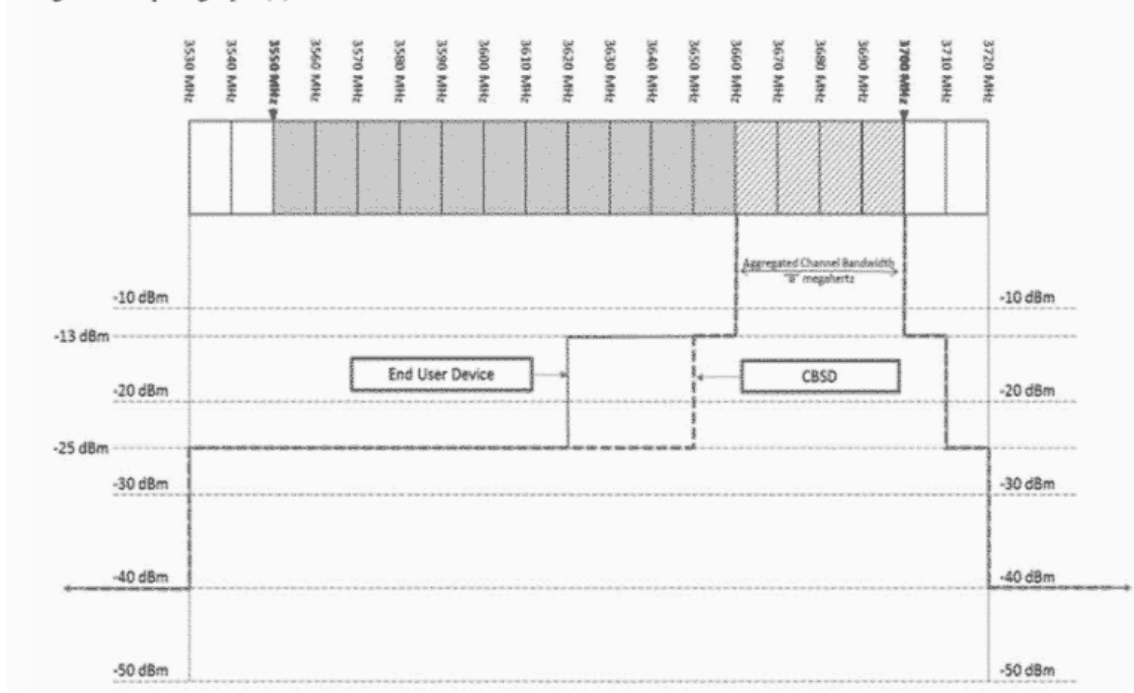 3530 MHz
3540 MHz
3550 MHz
3560 MHz
3570 MHz
3580 MHz
3590 MHz
3600 MHz
3610 MHz
3620 MHz
3630 MHz
3640 MHz
3650 MHz
3660 MHz
3670 MHz
3680 MHz
3690 MHz
3700 MHz
3710 MHz
3720 MHz
Aggregated Channel Bandwidth
"B" megahertz
-10 dBm -10 dBm
-13 dBm
End User Device CBSD
-20 dBm -20 dBm
-25 dBm
-30 dBm -30 dBm
-40 dBm -40 dBm
-50 dBm -50 dBm